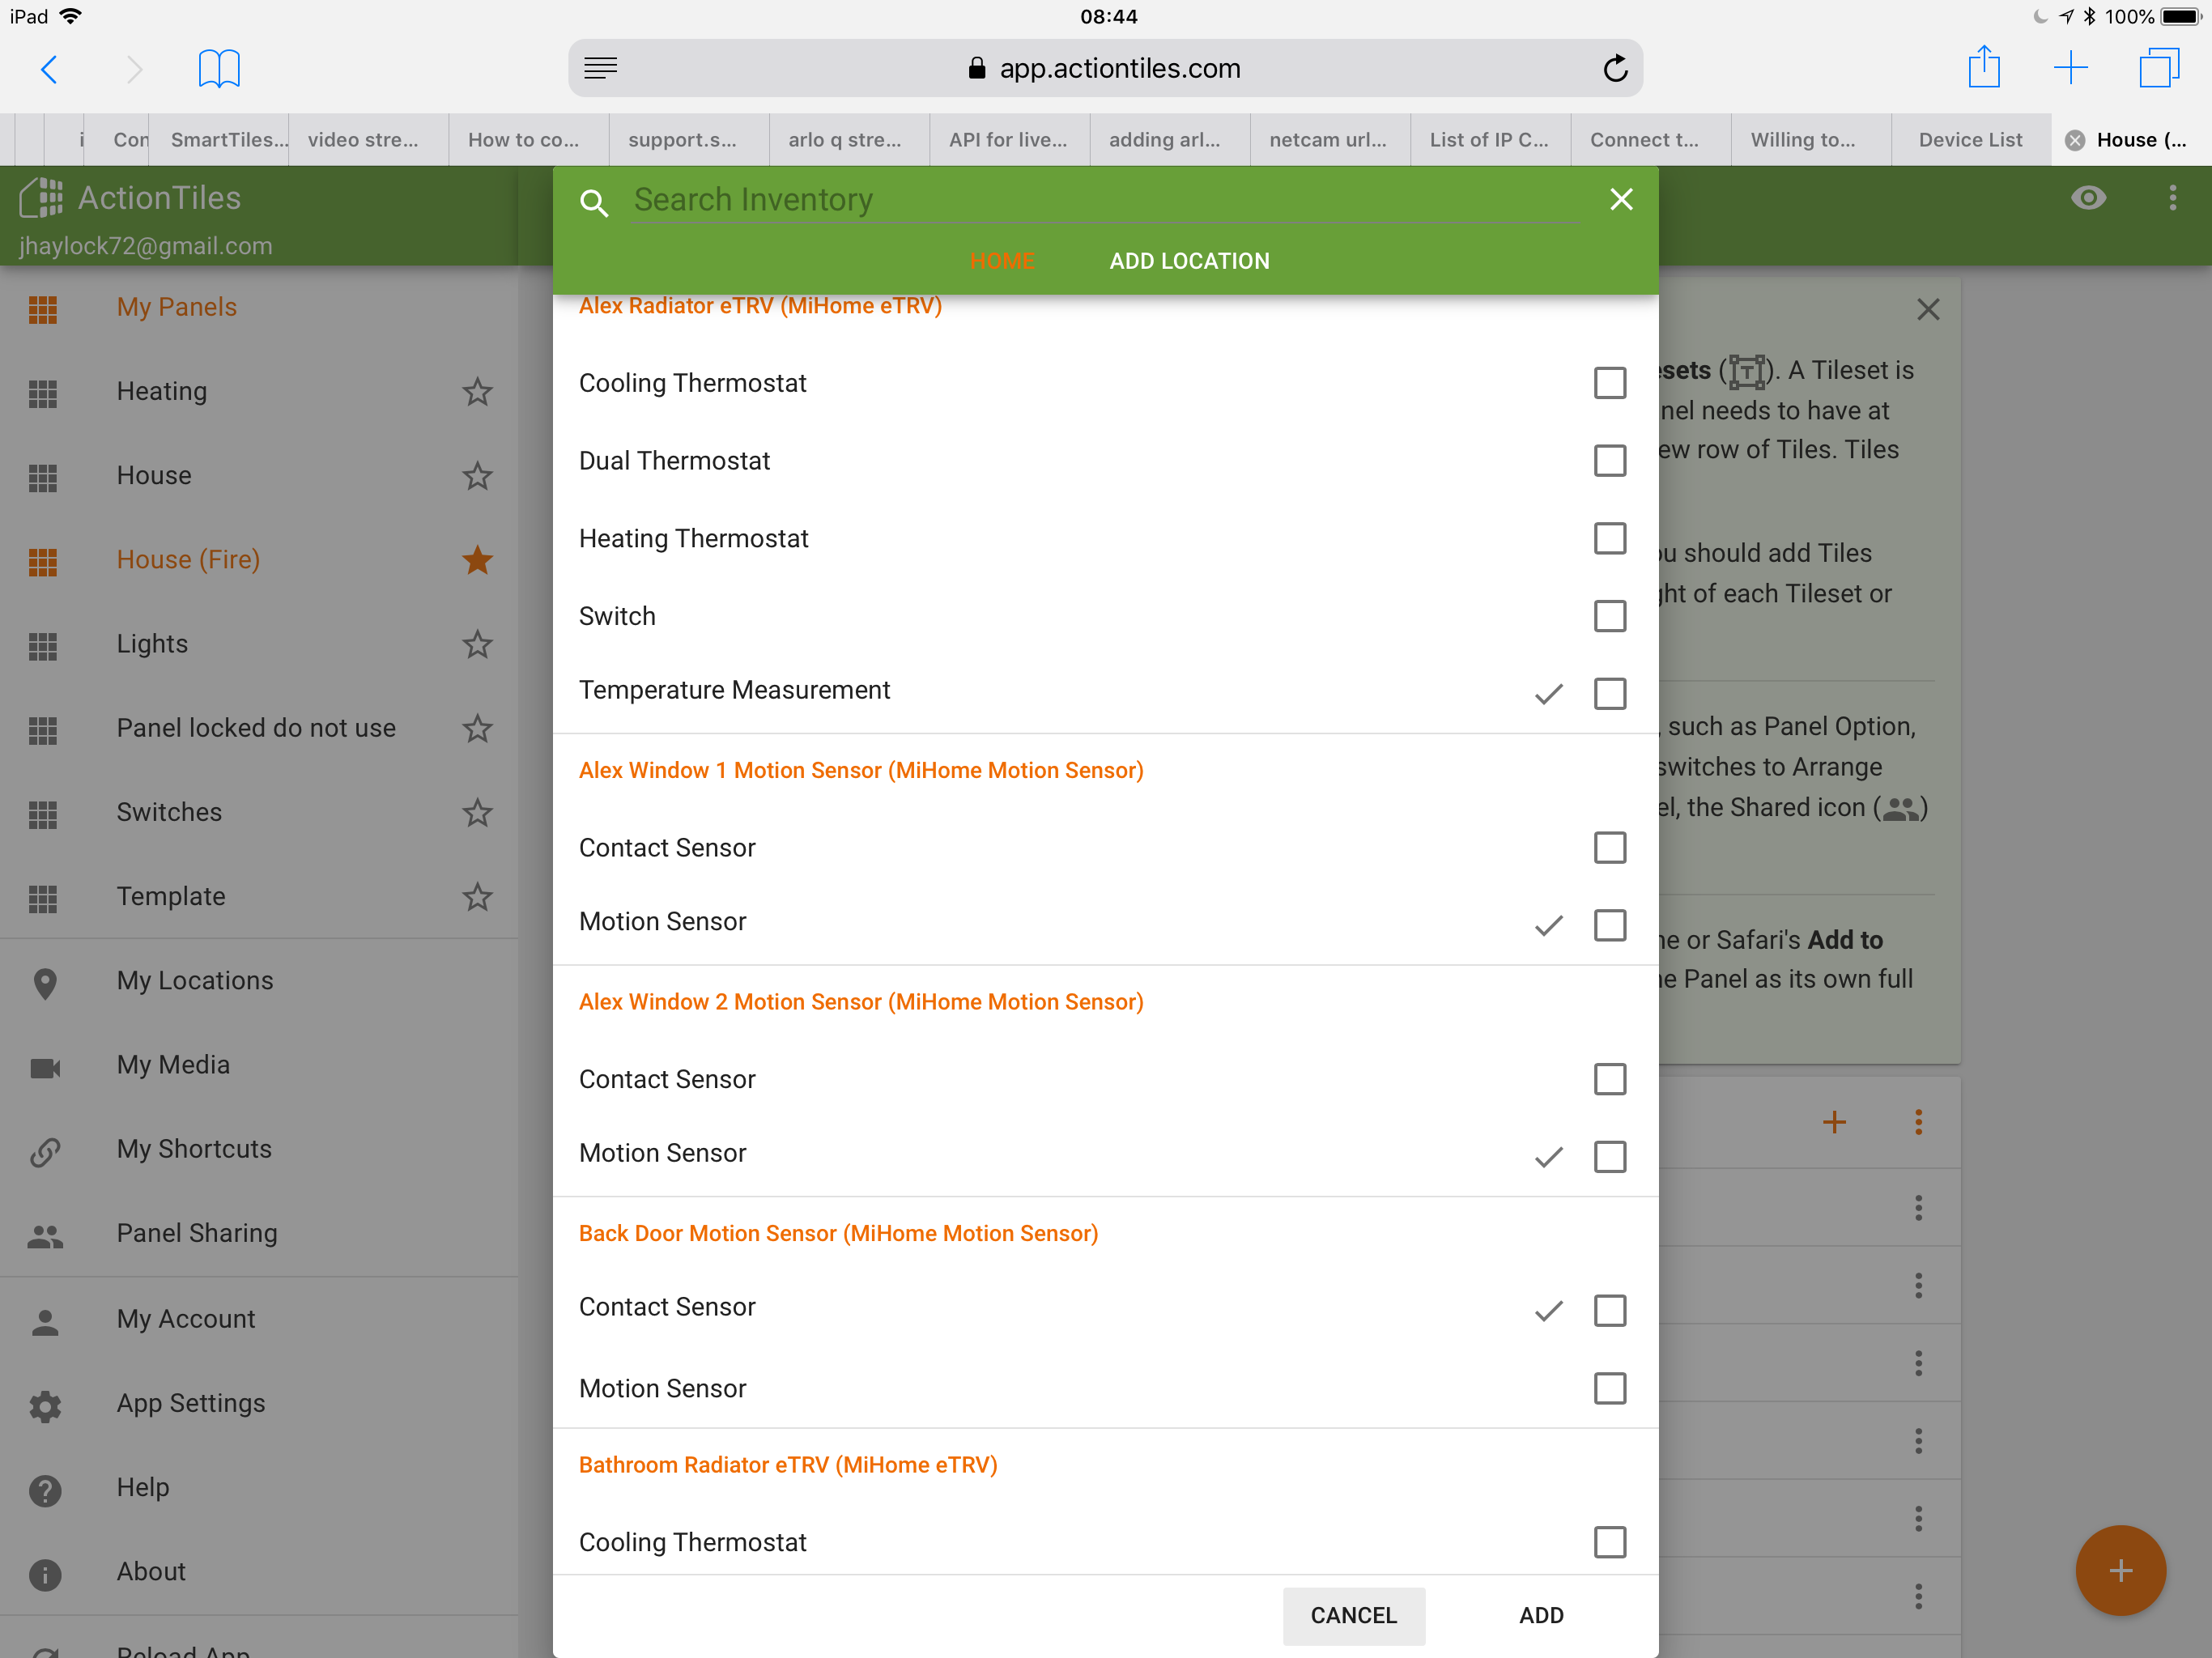 iPad
08:44
100%
app.actiontiles.com
i
Con
SmartTiles...
video stre...
How to co...
support.s...
arlo q stre...
API for live...
adding arl...
netcam url...
List of IP C...
Connect t...
Willing to...
Device List
House (...
ActionTiles
jhaylock72@gmail.com
My Panels
Heating
House
House (Fire)
Lights
Panel locked do not use
Switches
Template
My Locations
My Media
My Shortcuts
Panel Sharing
My Account
App Settings
Help
About
Reload App
Search Inventory
HOME
ADD LOCATION
Alex Radiator eTRV (MiHome eTRV)
Cooling Thermostat
Dual Thermostat
Heating Thermostat
Switch
Temperature Measurement
Alex Window 1 Motion Sensor (MiHome Motion Sensor)
Contact Sensor
Motion Sensor
Alex Window 2 Motion Sensor (MiHome Motion Sensor)
Contact Sensor
Motion Sensor
Back Door Motion Sensor (MiHome Motion Sensor)
Contact Sensor
Motion Sensor
Bathroom Radiator eTRV (MiHome eTRV)
Cooling Thermostat
CANCEL
ADD
esets (T). A Tileset is
nel needs to have at
ew row of Tiles. Tiles
ou should add Tiles
ght of each Tileset or
, such as Panel Option,
switches to Arrange
el, the Shared icon ( )
ne or Safari's Add to
he Panel as its own full